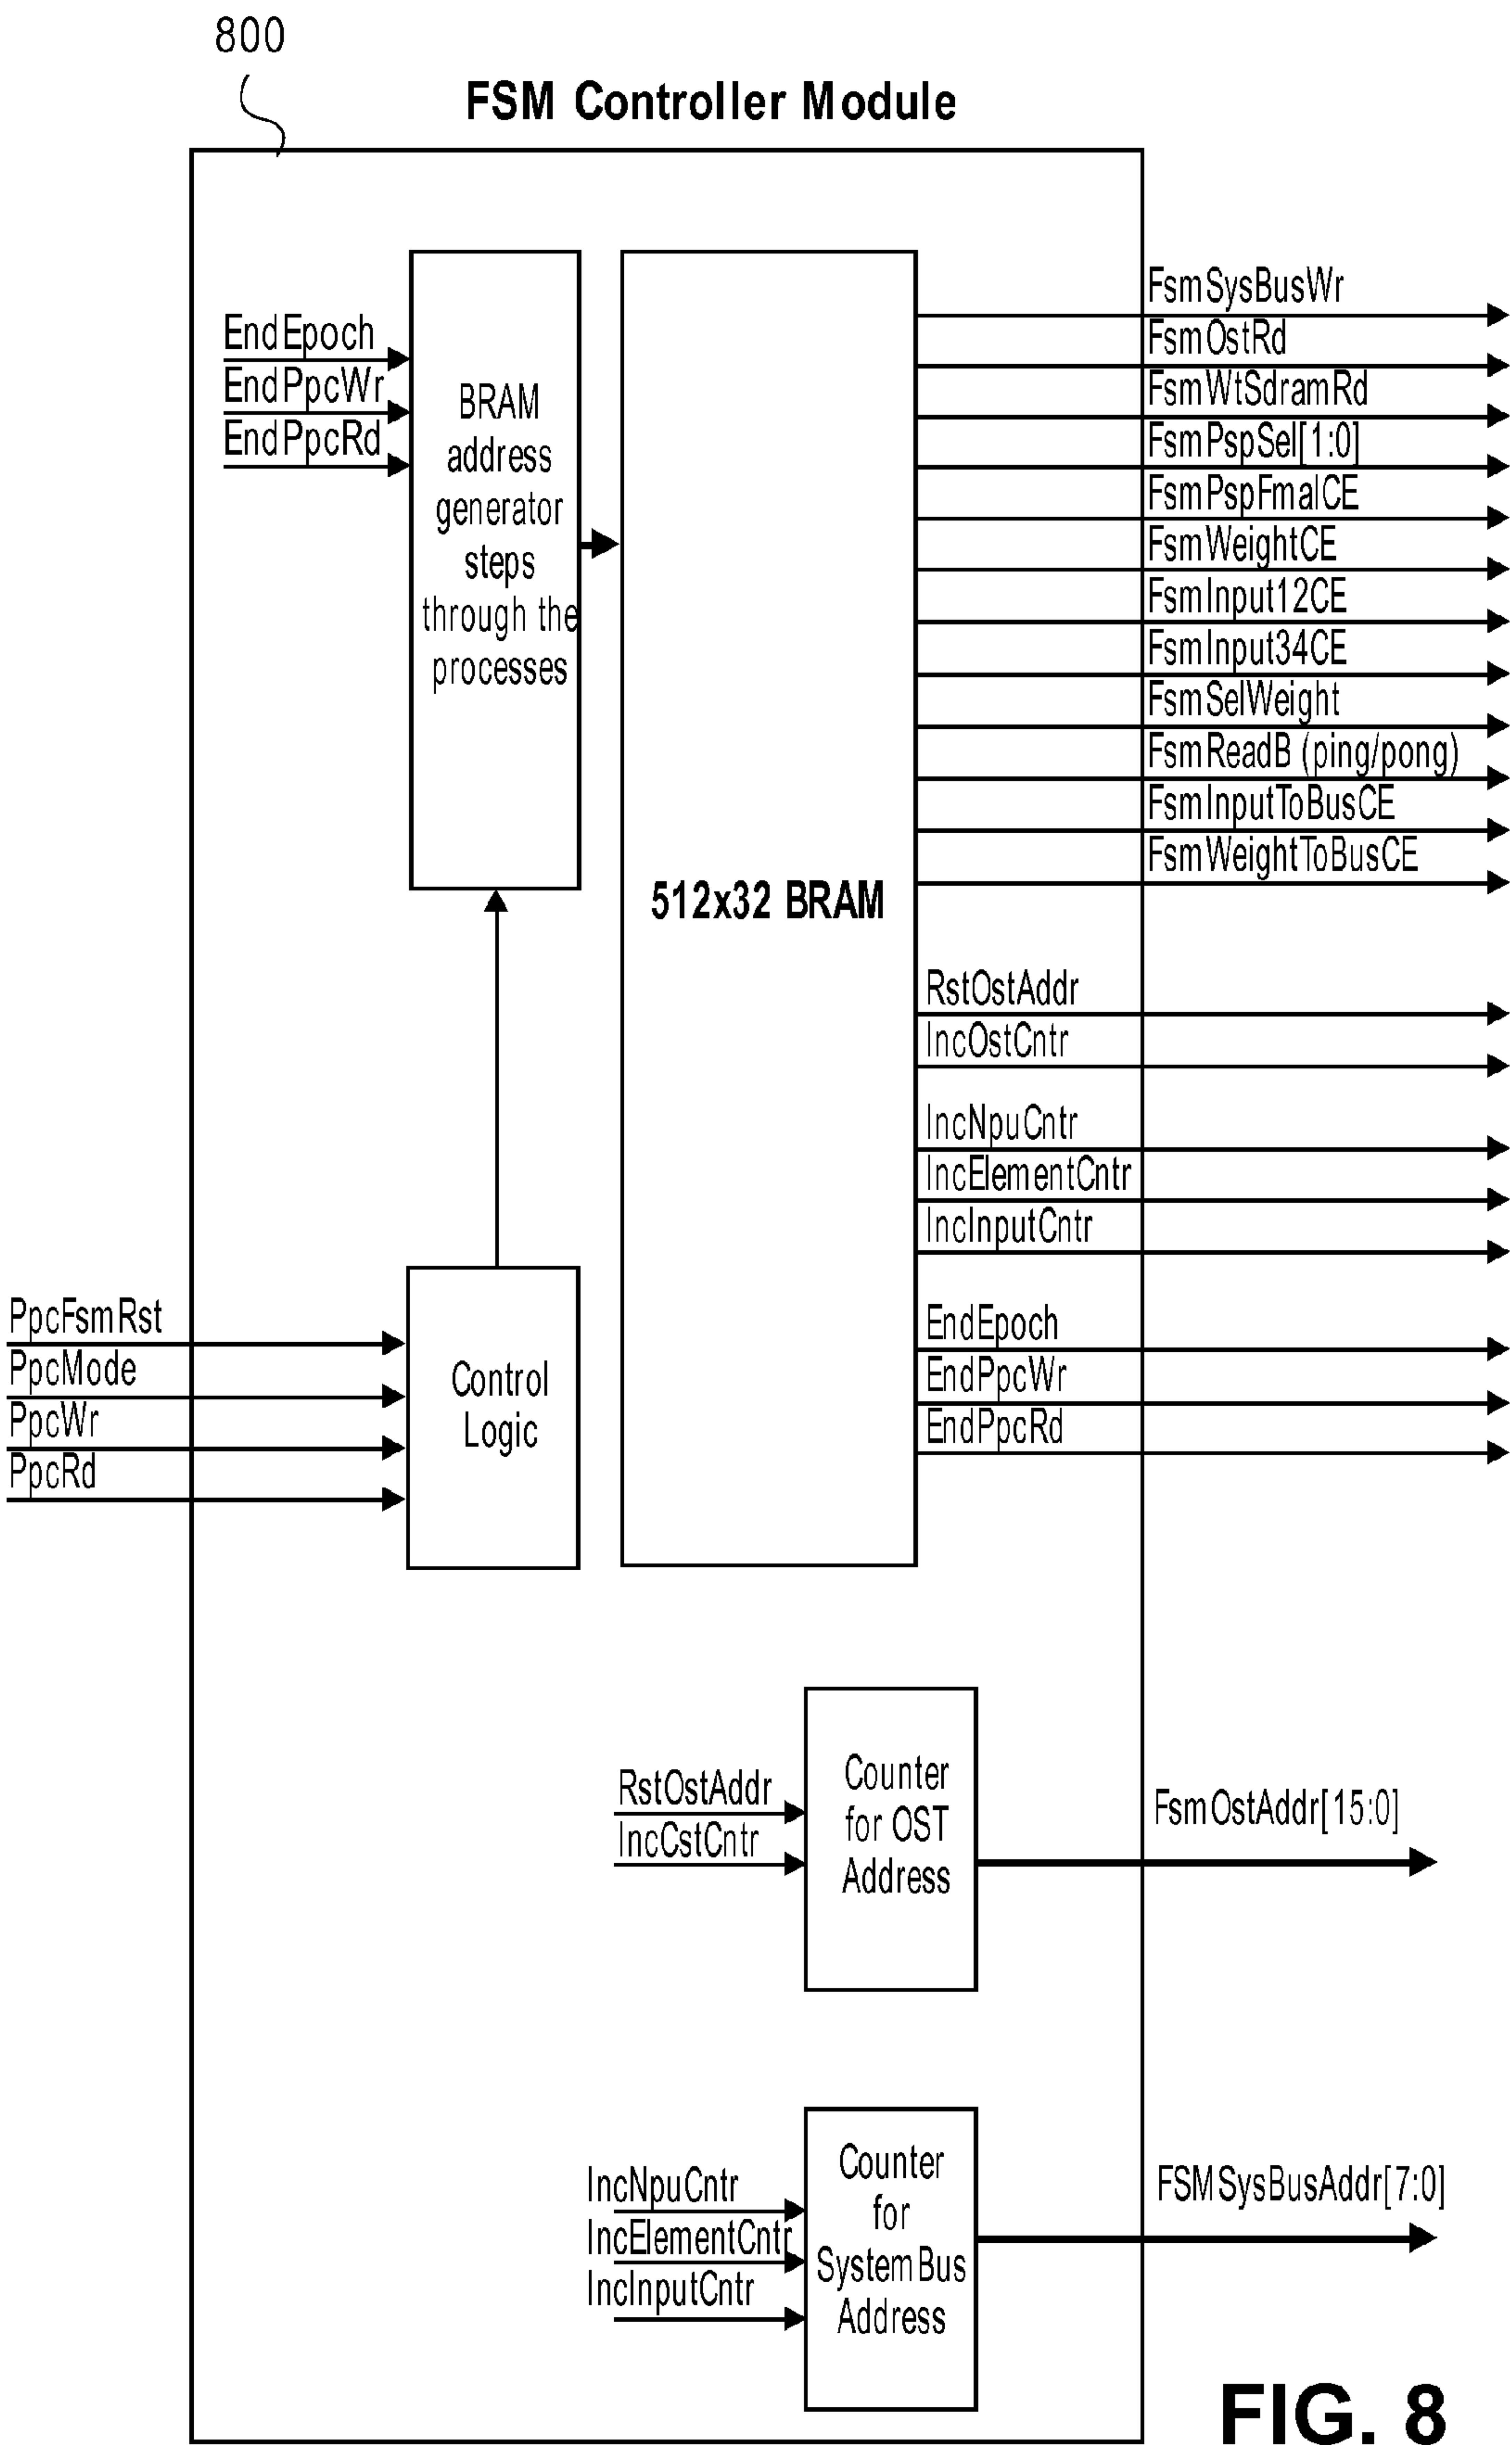 800
FSM Controller Module
EndEpoch
EndPpcWr
EndPpcRd
BRAM
address
generator
steps
through the
processes
512x32 BRAM
FsmSysBusWr
FsmOstRd
FsmWtSdramRd
FsmPspSel[1:0]
FsmPspFmalCE
FsmWeightCE
FsmInput12CE
FsmInput34CE
FsmSelWeight
FsmReadB (ping/pong)
FsmInputToBusCE
FsmWeightToBusCE
RstOstAddr
IncOstCntr
IncNpuCntr
IncElementCntr
IncInputCntr
EndEpoch
EndPpcWr
EndPpcRd
PpcFsmRst
PpcMode
PpcWr
PpcRd
Control
Logic
RstOstAddr
IncCstCntr
Counter
for OST
Address
FsmOstAddr[15:0]
IncNpuCntr
IncElementCntr
IncInputCntr
Counter
for
SystemBus
Address
FSMSysBusAddr[7:0]
FIG. 8